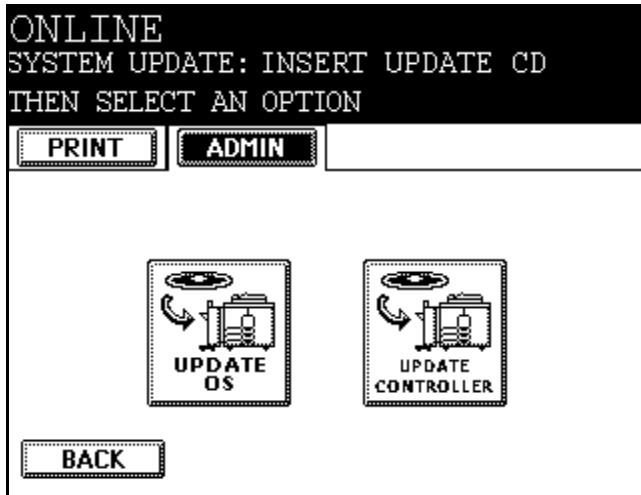 ONLINE
SYSTEM UPDATE: INSERT UPDATE CD
THEN SELECT AN OPTION
PRINT ADMIN
UPDATE OS
UPDATE CONTROLLER
BACK